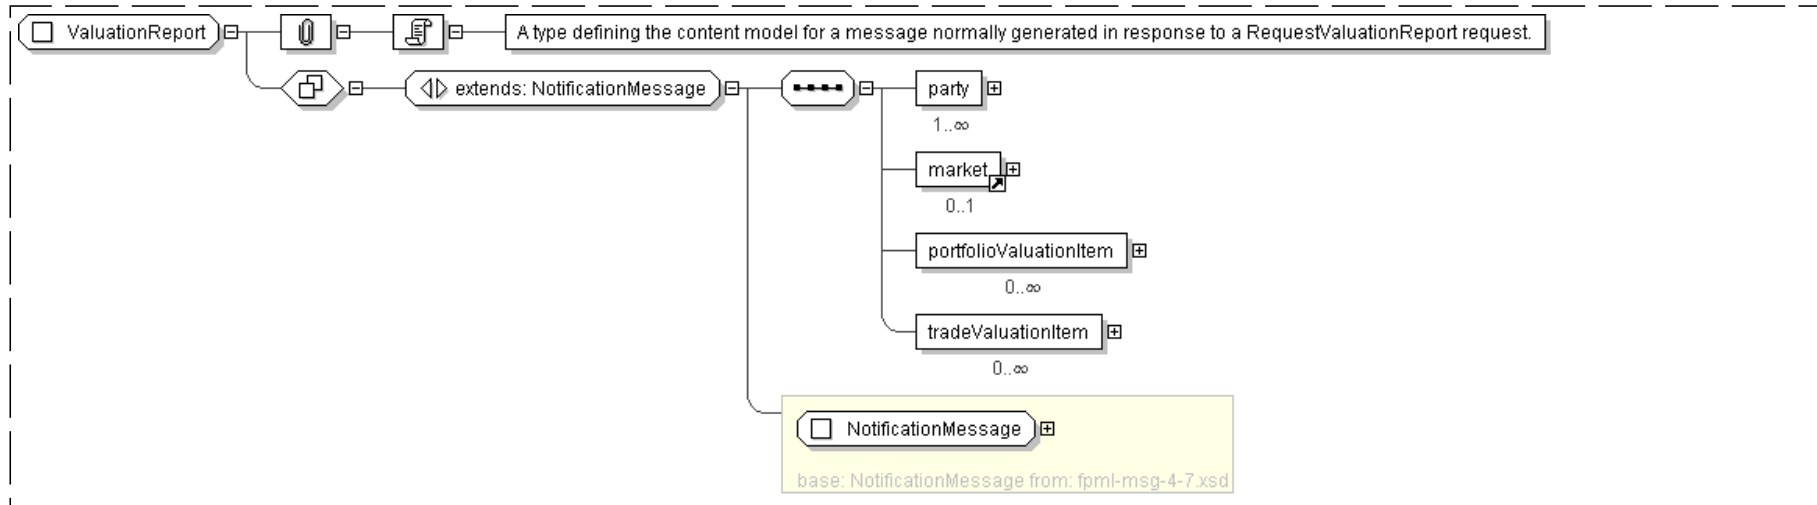 ValuationReport
A type defining the content model for a message normally generated in response to a RequestValuationReport request.
extends: NotificationMessage
party
1..∞
market
0..1
portfolioValuationItem
0..∞
tradeValuationItem
0..∞
NotificationMessage
base: NotificationMessage from: fpml-msg-4-7.xsd